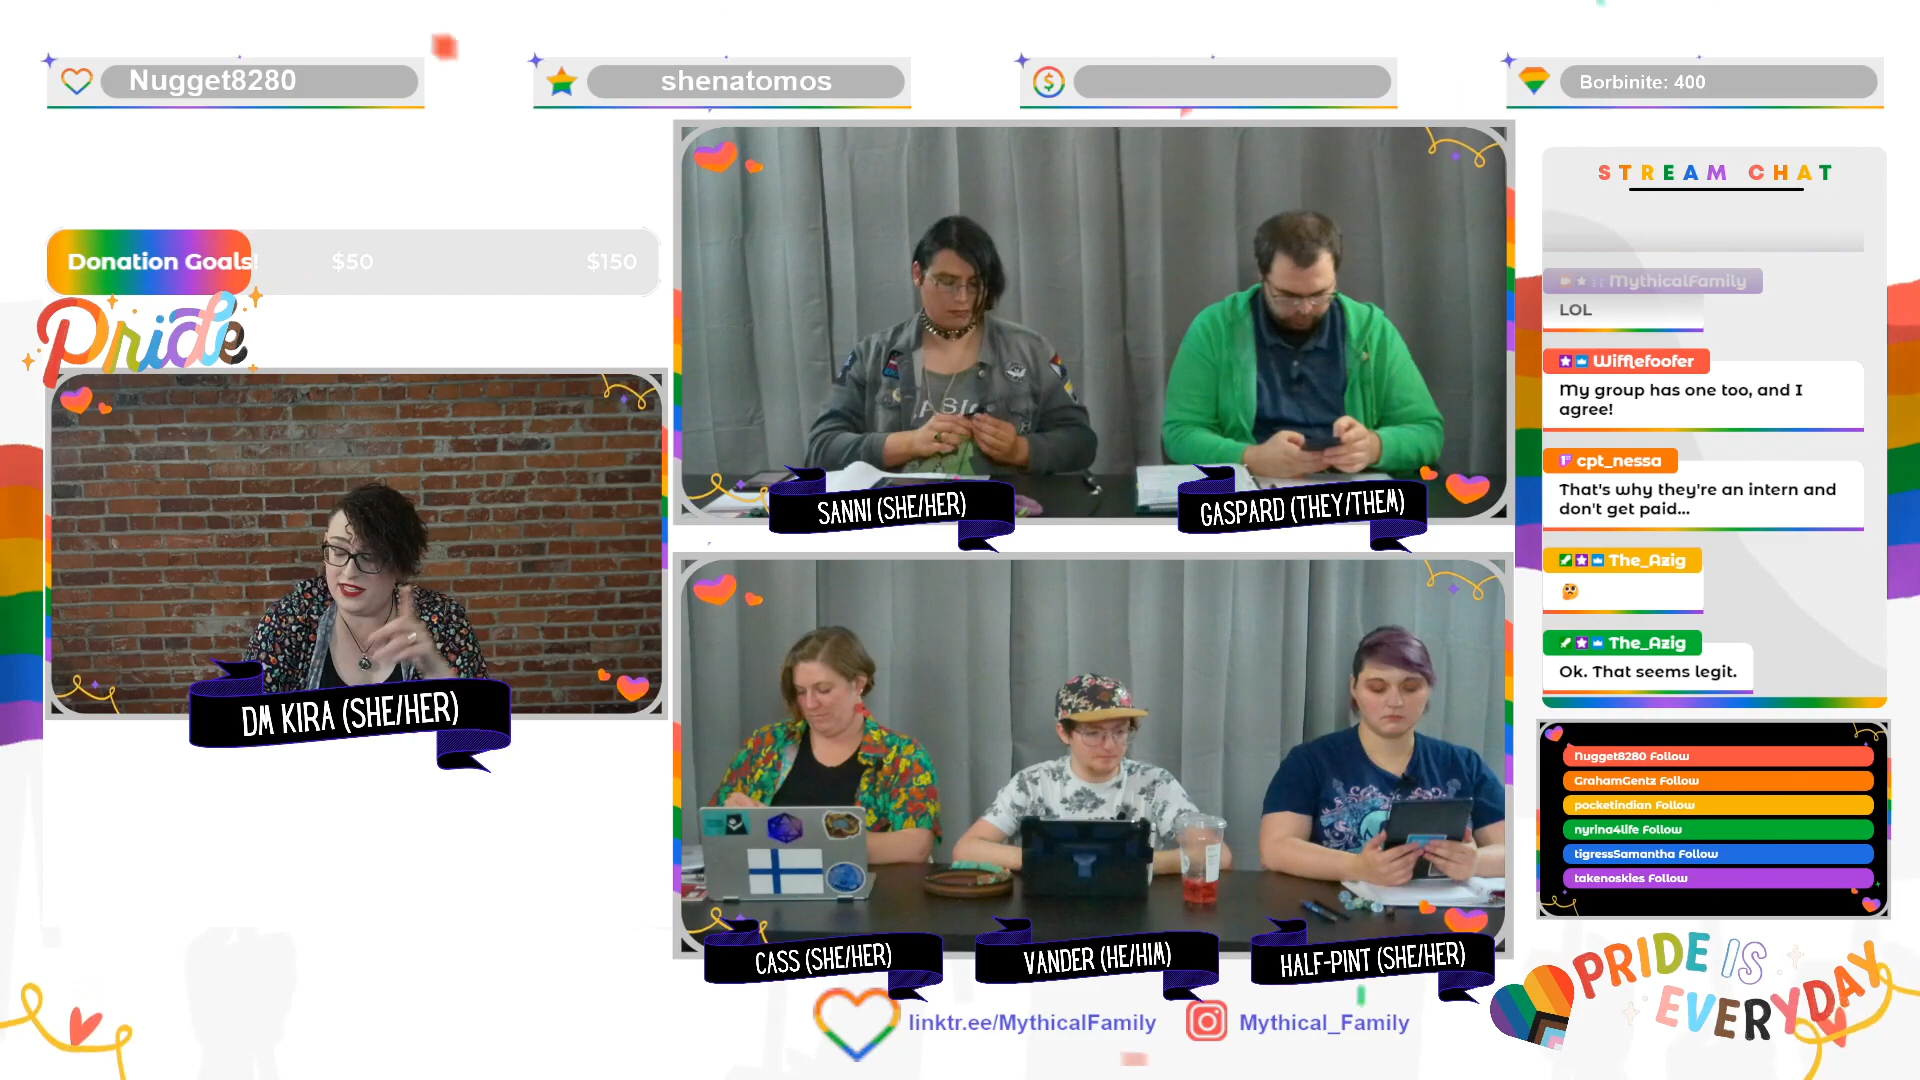 Nugget8280
shenatomos
Borbinite: 400
Donation Goals!
$50
$150
Pride
SANNI (SHE/HER)
GASPARD (THEY/THEM)
DM KIRA (SHE/HER)
CASS (SHE/HER)
VANDER (HE/HIM)
HALF-PINT (SHE/HER)
STREAM CHAT
MythicalFamily
LOL
Wifflefoofer
My group has one too, and I
agree!
cpt_nessa
That's why they're an intern and
don't get paid...
The_Azig
The_Azig
Ok. That seems legit.
Nugget8280 Follow
GrahamGentz Follow
pocketindian Follow
nyrina4life Follow
tigressSamantha Follow
takenoskies Follow
PRIDE IS
EVERYDAY
linktr.ee/MythicalFamily
Mythical_Family